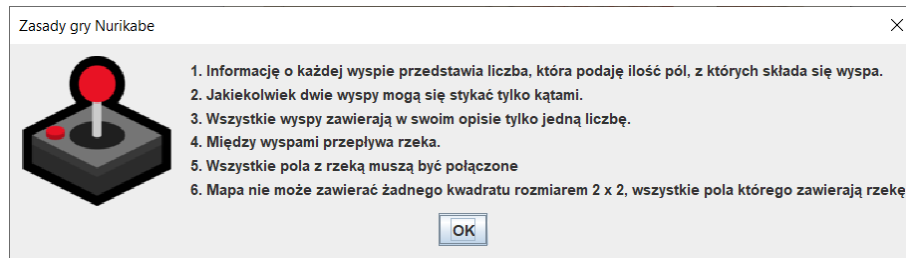 Zasady gry Nurikabe
1. Informację o każdej wyspie przedstawia liczba, która podaję ilość pól, z których składa się wyspa.
2. Jakiekolwiek dwie wyspy mogą się stykać tylko kątami.
3. Wszystkie wyspy zawierają w swoim opisie tylko jedną liczbę.
4. Między wyspami przepływa rzeka.
5. Wszystkie pola z rzeką muszą być połączone
6. Mapa nie może zawierać żadnego kwadratu rozmiarem 2 x 2, wszystkie pola którego zawierają rzekę
OK